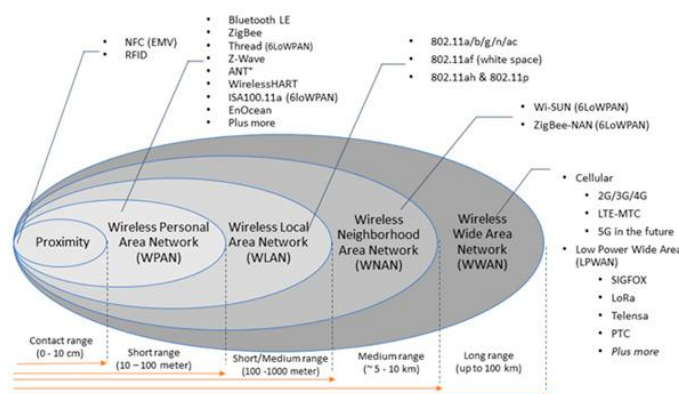 • NFC (EMV)
• RFID
• Bluetooth LE
• ZigBee
• Thread (6LoWPAN)
• Z-Wave
• ANT+
• WirelessHART
• ISA100.11a (6loWPAN)
• EnOcean
• Plus more
• 802.11a/b/g/n/ac
• 802.11af (white space)
• 802.11ah & 802.11p
• Wi-SUN (6LoWPAN)
• ZigBee-NAN (6LoWPAN)
• Cellular
• 2G/3G/4G
• LTE-MTC
• 5G in the future
• Low Power Wide Area
(LPWAN)
• SIGFOX
• LoRa
• Telensa
• PTC
• Plus more
Proximity
Wireless Personal
Area Network
(WPAN)
Wireless Local
Area Network
(WLAN)
Wireless
Neighborhood
Area Network
(WNAN)
Wireless
Wide Area
Network
(WWAN)
Contact range
(0 - 10 cm)
Short range
(10 – 100 meter)
Short/Medium range
(100 -1000 meter)
Medium range
(~ 5 - 10 km)
Long range
(up to 100 km)